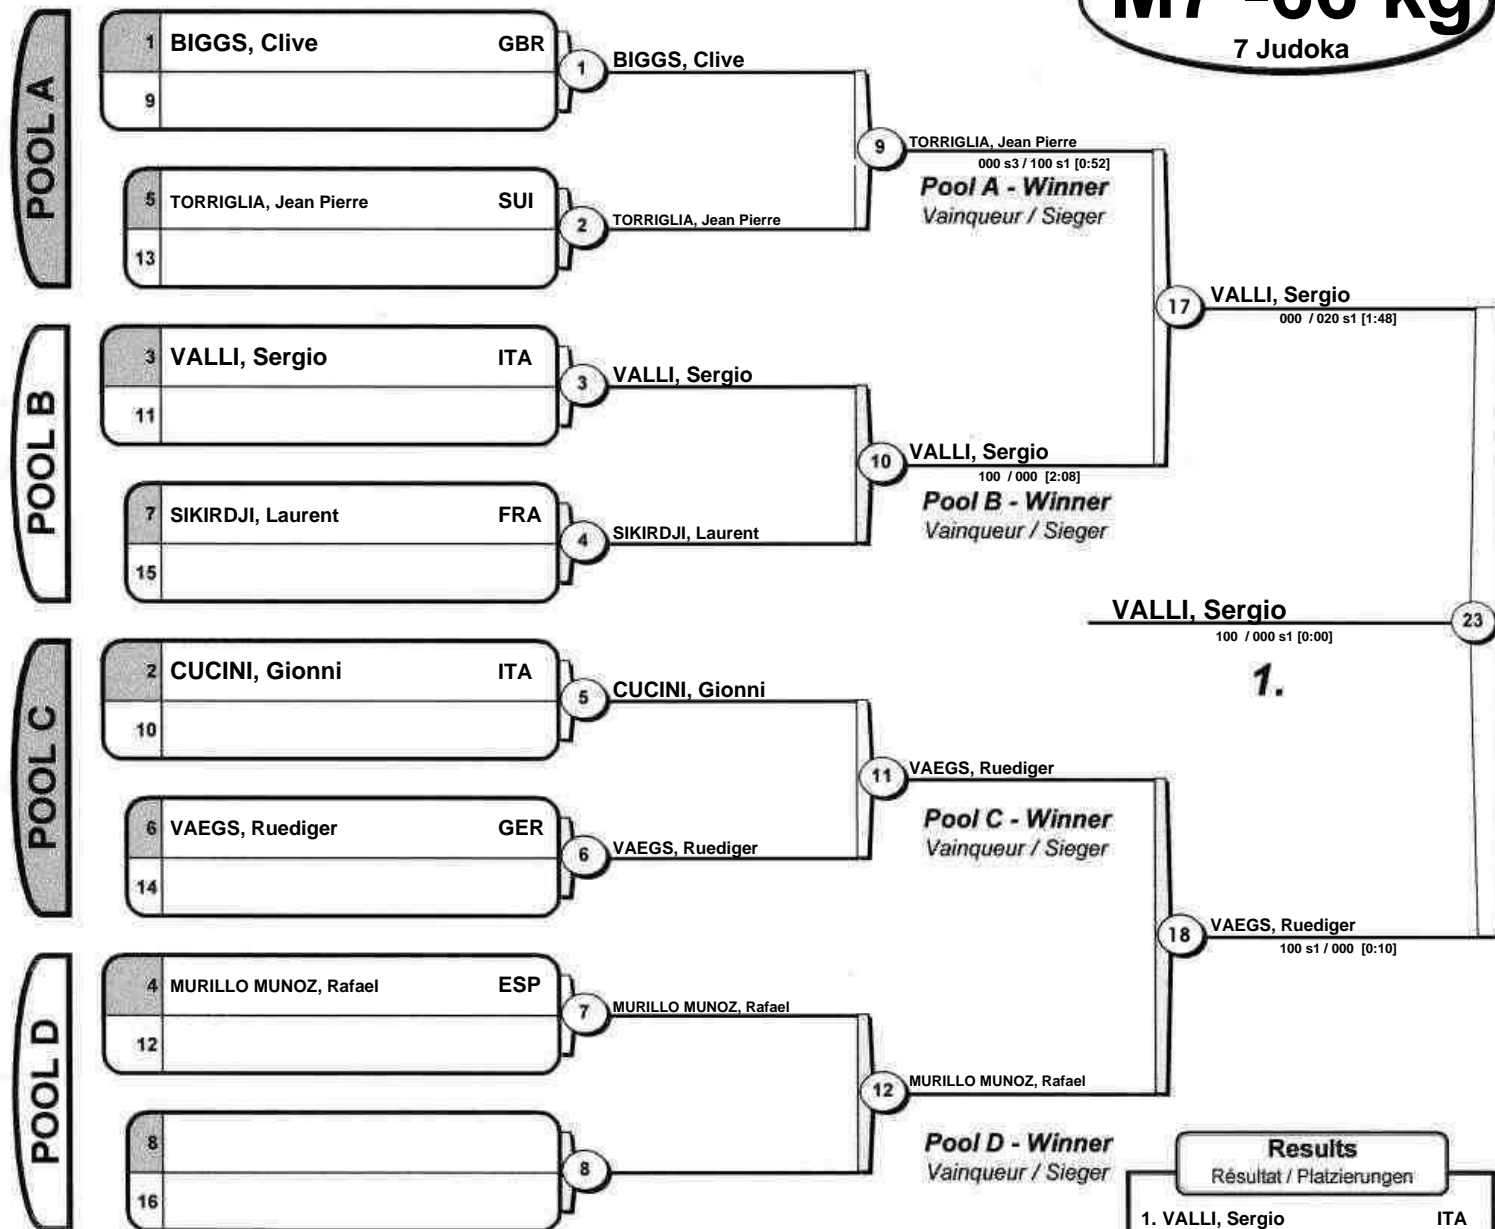 M7 -66 kg
7 Judoka
POOL A
1 BIGGS, Clive GBR
9
1
BIGGS, Clive
5 TORRIGLIA, Jean Pierre SUI
13
2
TORRIGLIA, Jean Pierre
9
TORRIGLIA, Jean Pierre
000 s3 / 100 s1 [0:52]
Pool A - Winner
Vainqueur / Sieger
POOL B
3 VALLI, Sergio ITA
11
3
VALLI, Sergio
7 SIKIRDJI, Laurent FRA
15
4
SIKIRDJI, Laurent
10
VALLI, Sergio
100 / 000 [2:08]
Pool B - Winner
Vainqueur / Sieger
17
VALLI, Sergio
000 / 020 s1 [1:48]
VALLI, Sergio
100 / 000 s1 [0:00]
1.
23
POOL C
2 CUCINI, Gionni ITA
10
5
CUCINI, Gionni
6 VAEGS, Ruediger GER
14
6
VAEGS, Ruediger
11
VAEGS, Ruediger
Pool C - Winner
Vainqueur / Sieger
18
VAEGS, Ruediger
100 s1 / 000 [0:10]
POOL D
4 MURILLO MUNOZ, Rafael ESP
12
7
MURILLO MUNOZ, Rafael
8
16
8
12
MURILLO MUNOZ, Rafael
Pool D - Winner
Vainqueur / Sieger
Results
Résultat / Platzierungen
1. VALLI, Sergio ITA